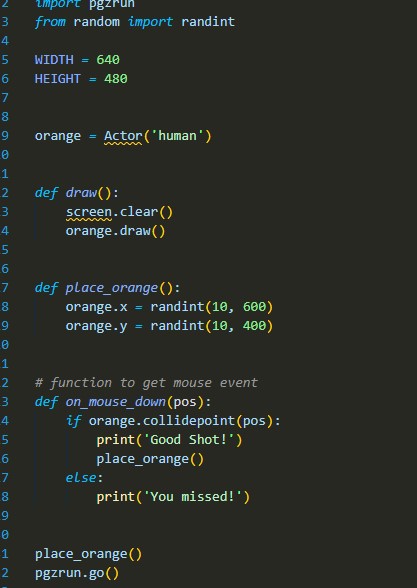 2 import pgzrun
3 from random import randint
4
5 WIDTH = 640
6 HEIGHT = 480
7
8
9 orange = Actor('human')
0
1
2 def draw():
3     screen.clear()
4     orange.draw()
5
6
7 def place_orange():
8     orange.x = randint(10, 600)
9     orange.y = randint(10, 400)
0
1
2 # function to get mouse event
3 def on_mouse_down(pos):
4     if orange.collidepoint(pos):
5         print('Good Shot!')
6         place_orange()
7     else:
8         print('You missed!')
9
0
1 place_orange()
2 pgzrun.go()